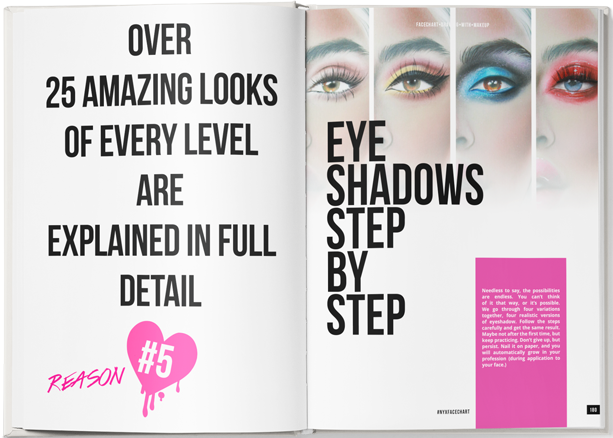 OVER
25 AMAZING LOOKS
OF EVERY LEVEL
ARE
EXPLAINED IN FULL
DETAIL
REASON
#5
EYE
SHADOWS
STEP
BY
STEP
Needless to say, the possibilities
are endless. You can't think
of it that way, or it's possible.
We go through four variations
together, four realistic versions
of eyeshadow. Follow the steps
carefully and get the same result.
Maybe not after the first time, but
keep practicing. Don't give up, but
persist. Nail it on paper, and you
will automatically grow in your
profession (during application to
your face.)
#NYXFACECHART
180